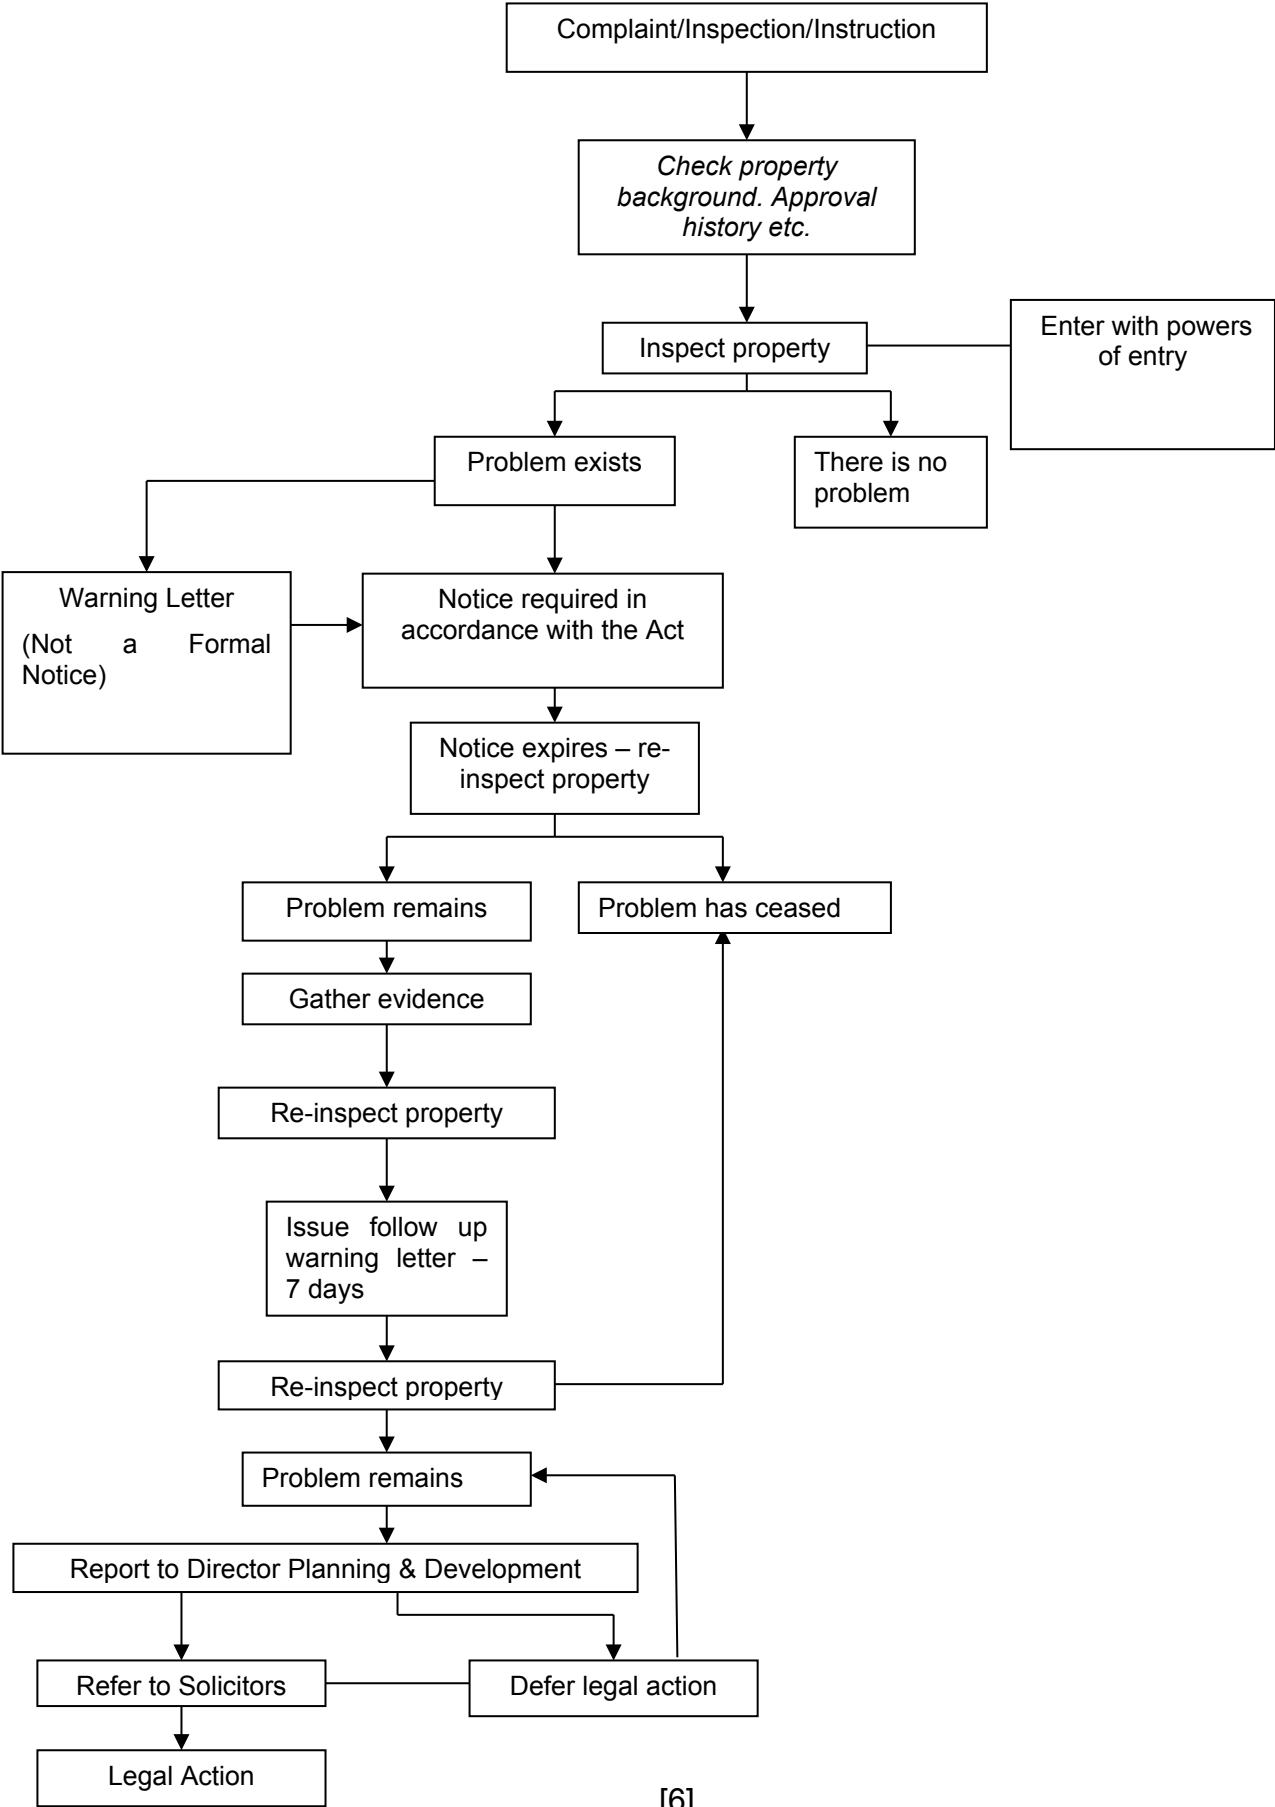 Complaint/Inspection/Instruction
Check property
background. Approval
history etc.
Inspect property
Enter with powers
of entry
Problem exists
There is no
problem
Warning Letter
(Not a Formal
Notice)
Notice required in
accordance with the Act
Notice expires – re-
inspect property
Problem remains
Problem has ceased
Gather evidence
Re-inspect property
Issue follow up
warning letter –
7 days
Re-inspect property
Problem remains
Report to Director Planning & Development
Refer to Solicitors
Defer legal action
Legal Action
[6]